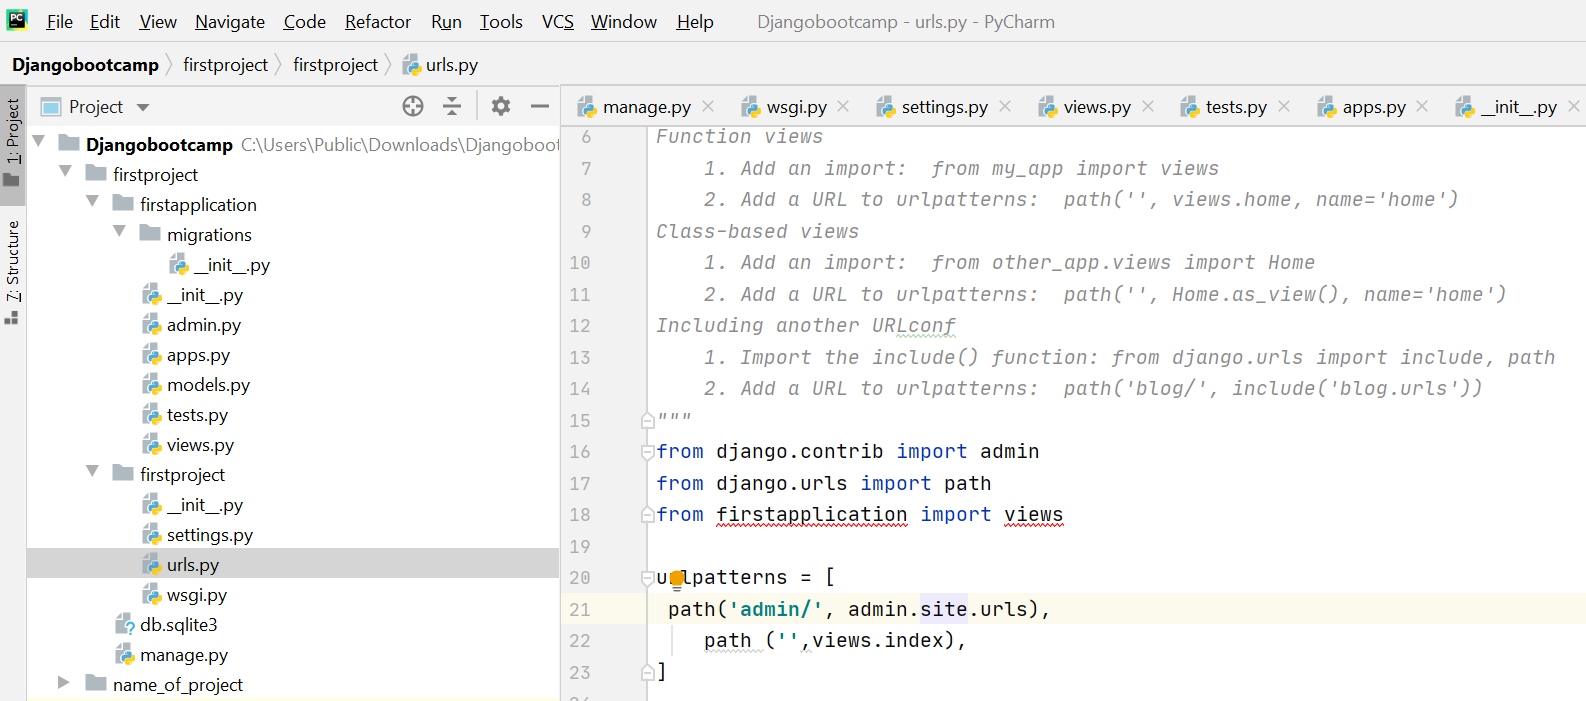 PC File Edit View Navigate Code Refactor Run Tools VCS Window Help Djangobootcamp - urls.py - PyCharm
Djangobootcamp firstproject firstproject urls.py
1: Project
7: Structure
Project
Djangobootcamp C:\Users\Public\Downloads\Djangoboot
firstproject
firstapplication
migrations
__init__.py
__init__.py
admin.py
apps.py
models.py
tests.py
views.py
firstproject
__init__.py
settings.py
urls.py
wsgi.py
db.sqlite3
manage.py
name_of_project
manage.py wsgi.py settings.py views.py tests.py apps.py __init__.py
6 Function views
7 1. Add an import:  from my_app import views
8 2. Add a URL to urlpatterns:  path('', views.home, name='home')
9 Class-based views
10 1. Add an import:  from other_app.views import Home
11 2. Add a URL to urlpatterns:  path('', Home.as_view(), name='home')
12 Including another URLconf
13 1. Import the include() function: from django.urls import include, path
14 2. Add a URL to urlpatterns:  path('blog/', include('blog.urls'))
15 """
16 from django.contrib import admin
17 from django.urls import path
18 from firstapplication import views
19
20 urlpatterns = [
21 path('admin/', admin.site.urls),
22 path ('',views.index),
23 ]